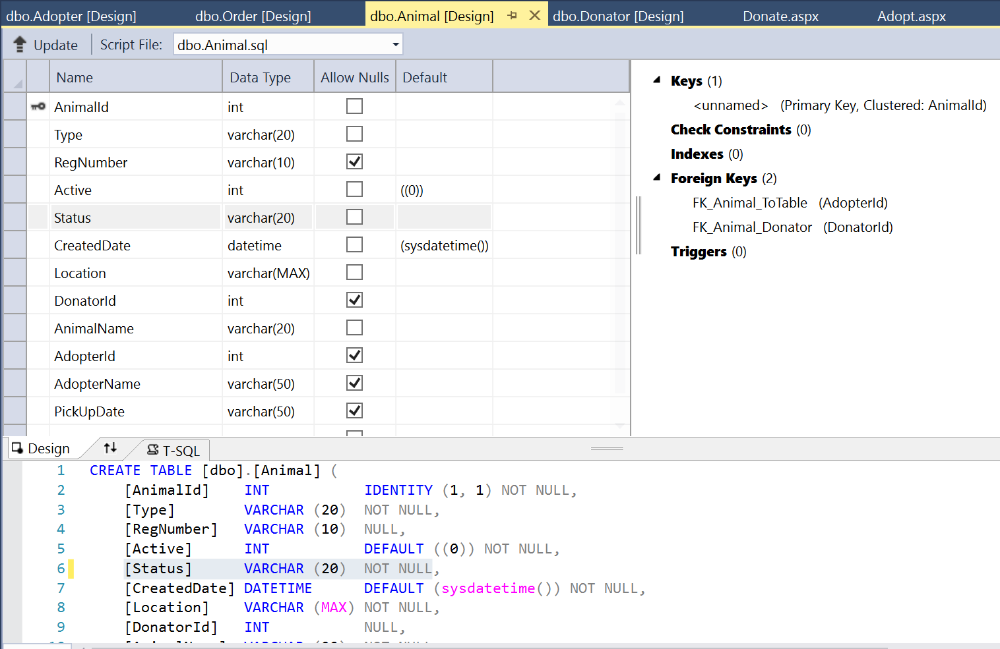 dbo.Adopter [Design] dbo.Order [Design] dbo.Animal [Design] dbo.Donator [Design] Donate.aspx Adopt.aspx
Update Script File: dbo.Animal.sql
Name Data Type Allow Nulls Default
AnimalId int
Type varchar(20)
RegNumber varchar(10)
Active int ((0))
Status varchar(20)
CreatedDate datetime (sysdatetime())
Location varchar(MAX)
DonatorId int
AnimalName varchar(20)
AdopterId int
AdopterName varchar(50)
PickUpDate varchar(50)
Keys (1)
<unnamed> (Primary Key, Clustered: AnimalId)
Check Constraints (0)
Indexes (0)
Foreign Keys (2)
FK_Animal_ToTable (AdopterId)
FK_Animal_Donator (DonatorId)
Triggers (0)
Design T-SQL
1 CREATE TABLE [dbo].[Animal] (
2 [AnimalId] INT IDENTITY (1, 1) NOT NULL,
3 [Type] VARCHAR (20) NOT NULL,
4 [RegNumber] VARCHAR (10) NULL,
5 [Active] INT DEFAULT ((0)) NOT NULL,
6 [Status] VARCHAR (20) NOT NULL,
7 [CreatedDate] DATETIME DEFAULT (sysdatetime()) NOT NULL,
8 [Location] VARCHAR (MAX) NOT NULL,
9 [DonatorId] INT NULL,